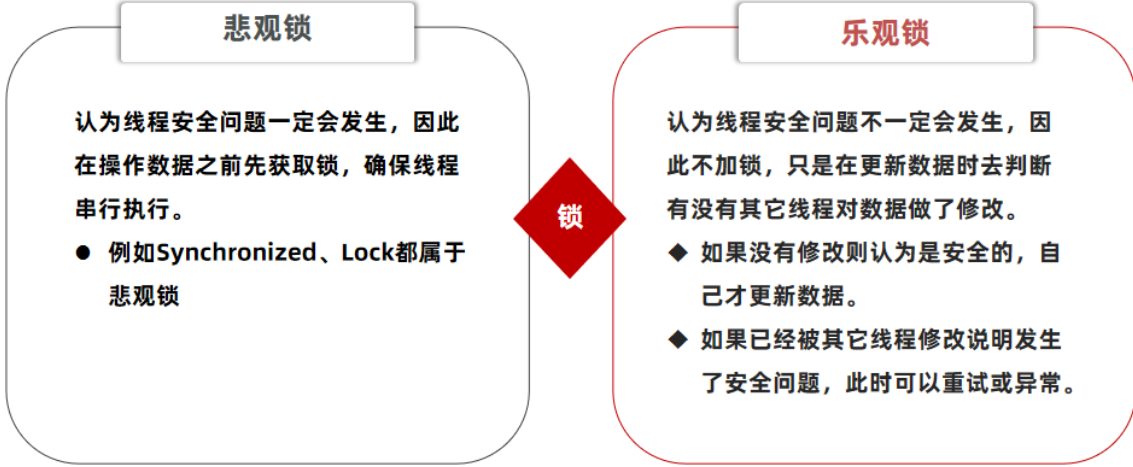 悲观锁
认为线程安全问题一定会发生，因此
在操作数据之前先获取锁，确保线程
串行执行。
● 例如Synchronized、Lock都属于
悲观锁
锁
乐观锁
认为线程安全问题不一定会发生，因
此不加锁，只是在更新数据时去判断
有没有其它线程对数据做了修改。
◆ 如果没有修改则认为是安全的，自
己才更新数据。
◆ 如果已经被其它线程修改说明发生
了安全问题，此时可以重试或异常。